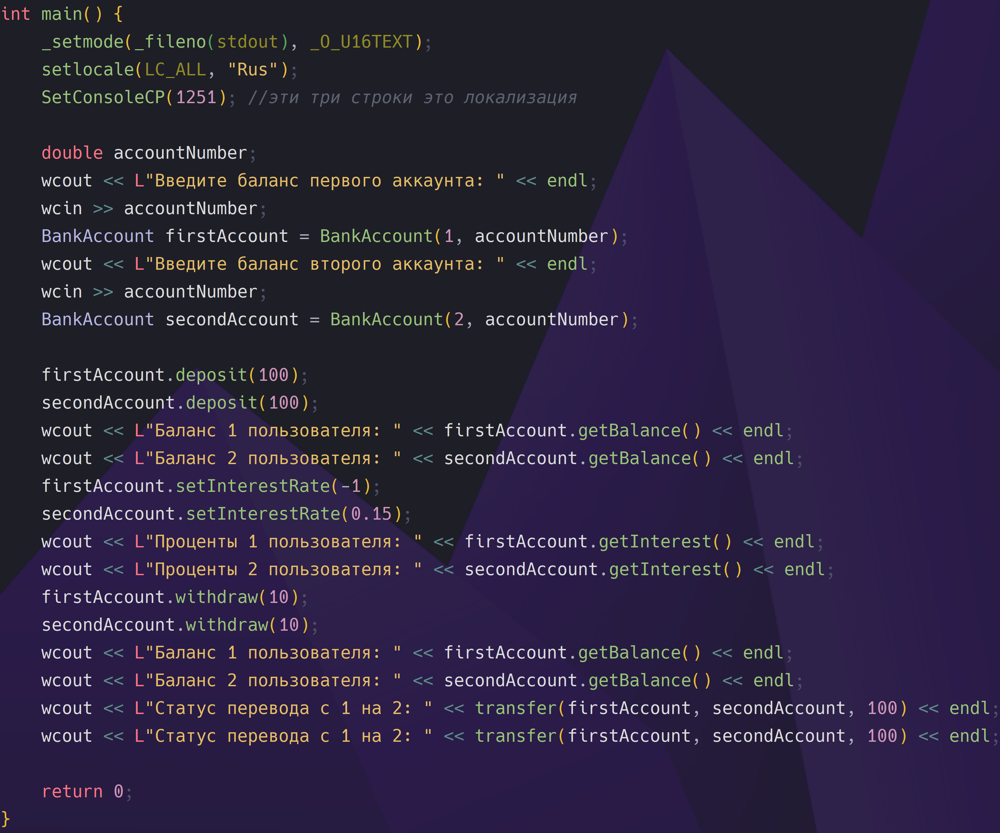 int main() {
    _setmode(_fileno(stdout), _O_U16TEXT);
    setlocale(LC_ALL, "Rus");
    SetConsoleCP(1251); //эти три строки это локализация

    double accountNumber;
    wcout << L"Введите баланс первого аккаунта: " << endl;
    wcin >> accountNumber;
    BankAccount firstAccount = BankAccount(1, accountNumber);
    wcout << L"Введите баланс второго аккаунта: " << endl;
    wcin >> accountNumber;
    BankAccount secondAccount = BankAccount(2, accountNumber);

    firstAccount.deposit(100);
    secondAccount.deposit(100);
    wcout << L"Баланс 1 пользователя: " << firstAccount.getBalance() << endl;
    wcout << L"Баланс 2 пользователя: " << secondAccount.getBalance() << endl;
    firstAccount.setInterestRate(-1);
    secondAccount.setInterestRate(0.15);
    wcout << L"Проценты 1 пользователя: " << firstAccount.getInterest() << endl;
    wcout << L"Проценты 2 пользователя: " << secondAccount.getInterest() << endl;
    firstAccount.withdraw(10);
    secondAccount.withdraw(10);
    wcout << L"Баланс 1 пользователя: " << firstAccount.getBalance() << endl;
    wcout << L"Баланс 2 пользователя: " << secondAccount.getBalance() << endl;
    wcout << L"Статус перевода с 1 на 2: " << transfer(firstAccount, secondAccount, 100) << endl;
    wcout << L"Статус перевода с 1 на 2: " << transfer(firstAccount, secondAccount, 100) << endl;

    return 0;
}